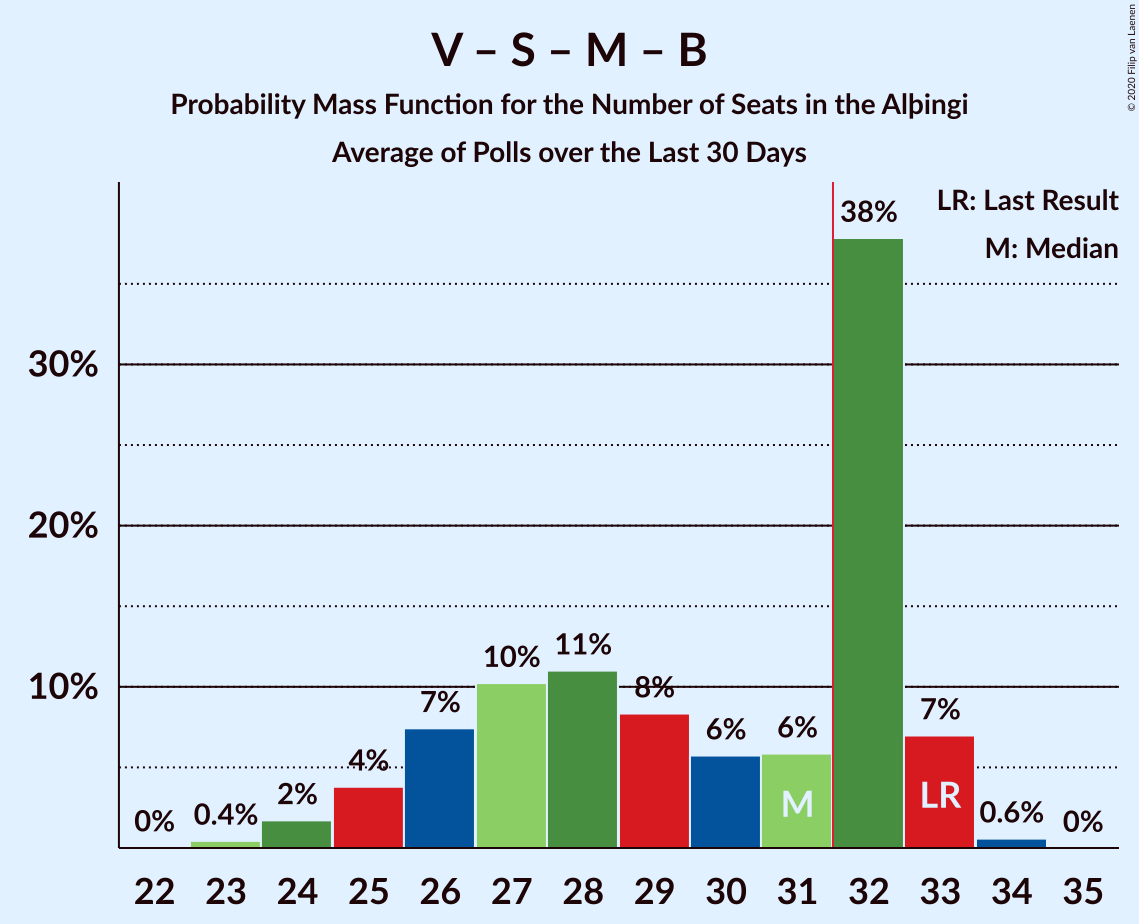 V – S – M – B
Probability Mass Function for the Number of Seats in the Alþingi
Average of Polls over the Last 30 Days
© 2020 Filip van Laenen
LR: Last Result
M: Median
30%
20%
10%
0%
0.4%
2%
4%
7%
10%
11%
8%
6%
6%
38%
7%
0.6%
0%
M
LR
22 23 24 25 26 27 28 29 30 31 32 33 34 35